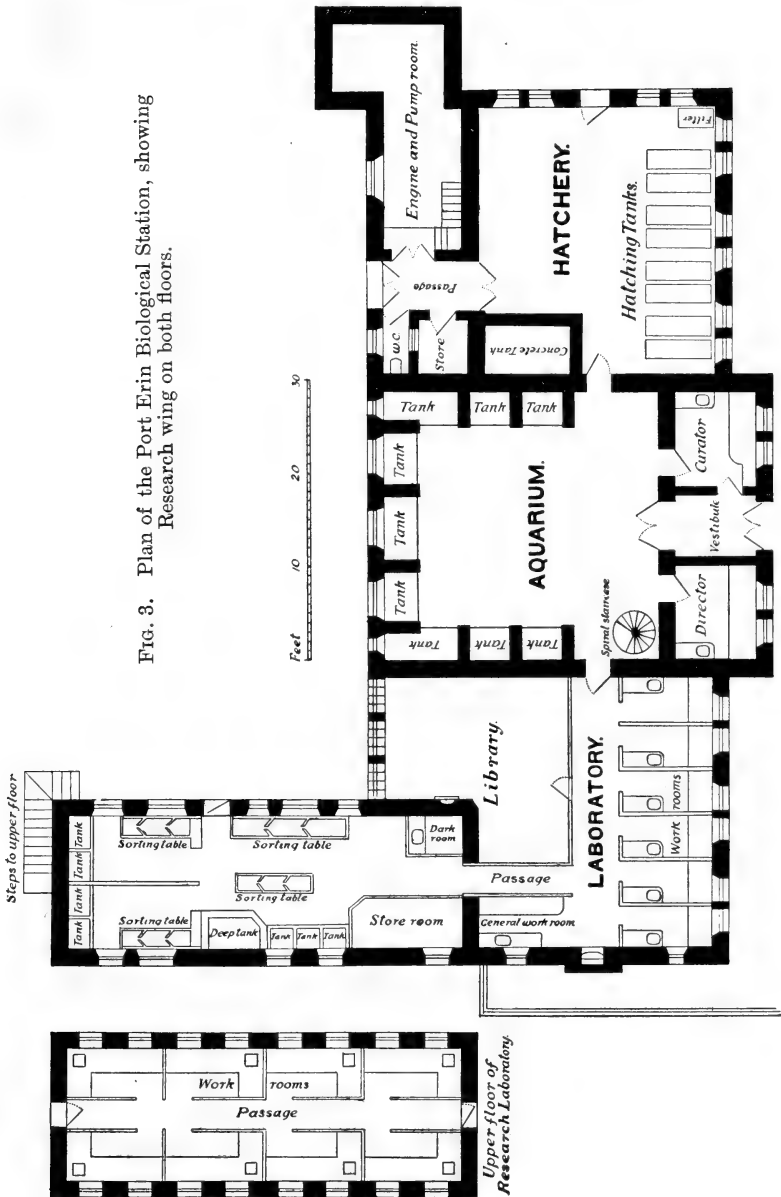 FIG. 3. Plan of the Port Erin Biological Station, showing
Research wing on both floors.
Feet
10
20
30
Steps to upper floor
Tank
Tank
Tank
Tank
Sorting table
Sorting table
Sorting table
Sorting table
Deep tank
Tank
Tank
Tank
Store room
Dark
room
Passage
Library.
General work room
LABORATORY.
Work rooms
Upper floor of
Research Laboratory.
Work rooms
Passage
Tank
Tank
Tank
Tank
Tank
Tank
Tank
Tank
Tank
AQUARIUM.
Spiral staircase
Director
Vestibule
Curator
Engine and Pump room.
Passage
WC
Store
Concrete Tank
HATCHERY.
Hatching Tanks.
Filter